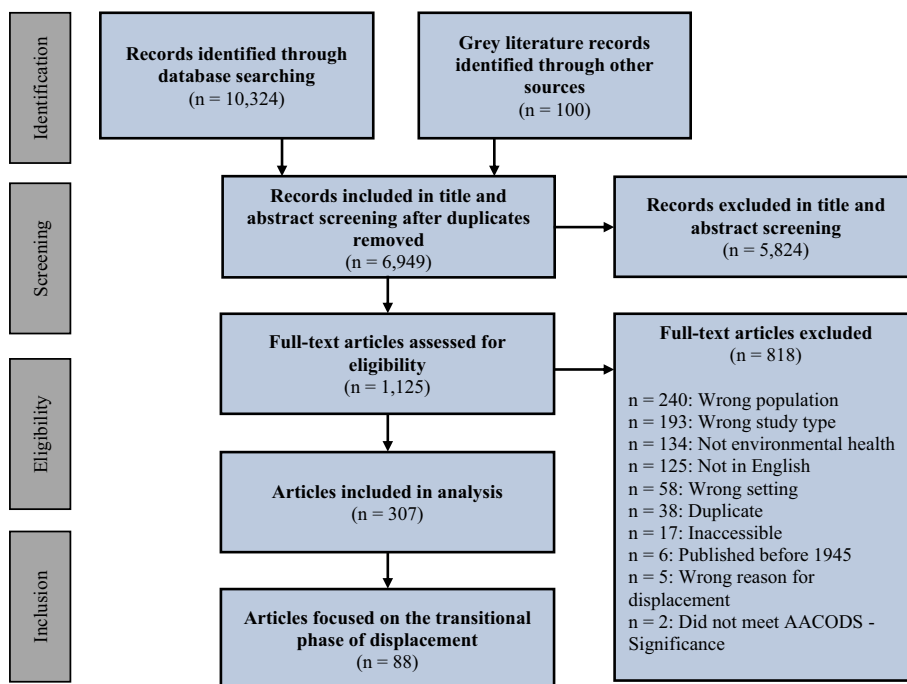 Identification
Records identified through
database searching
(n = 10,324)
Grey literature records
identified through other
sources
(n = 100)
Screening
Records included in title and
abstract screening after duplicates
removed
(n = 6,949)
Records excluded in title and
abstract screening
(n = 5,824)
Eligibility
Full-text articles assessed for
eligibility
(n = 1,125)
Full-text articles excluded
(n = 818)
n = 240: Wrong population
n = 193: Wrong study type
n = 134: Not environmental health
n = 125: Not in English
n = 58: Wrong setting
n = 38: Duplicate
n = 17: Inaccessible
n = 6: Published before 1945
n = 5: Wrong reason for
displacement
n = 2: Did not meet AACODS -
Significance
Articles included in analysis
(n = 307)
Inclusion
Articles focused on the transitional
phase of displacement
(n = 88)